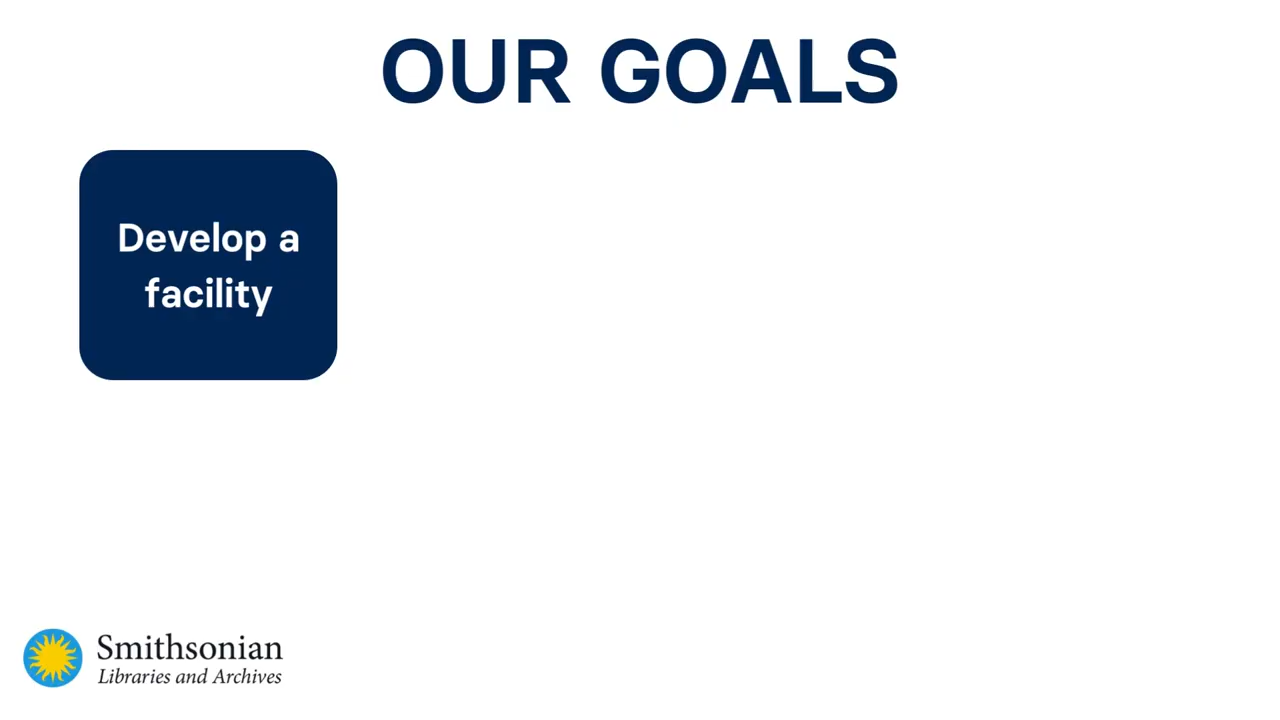 OUR GOALS
Develop a
facility
Smithsonian
Libraries and Archives